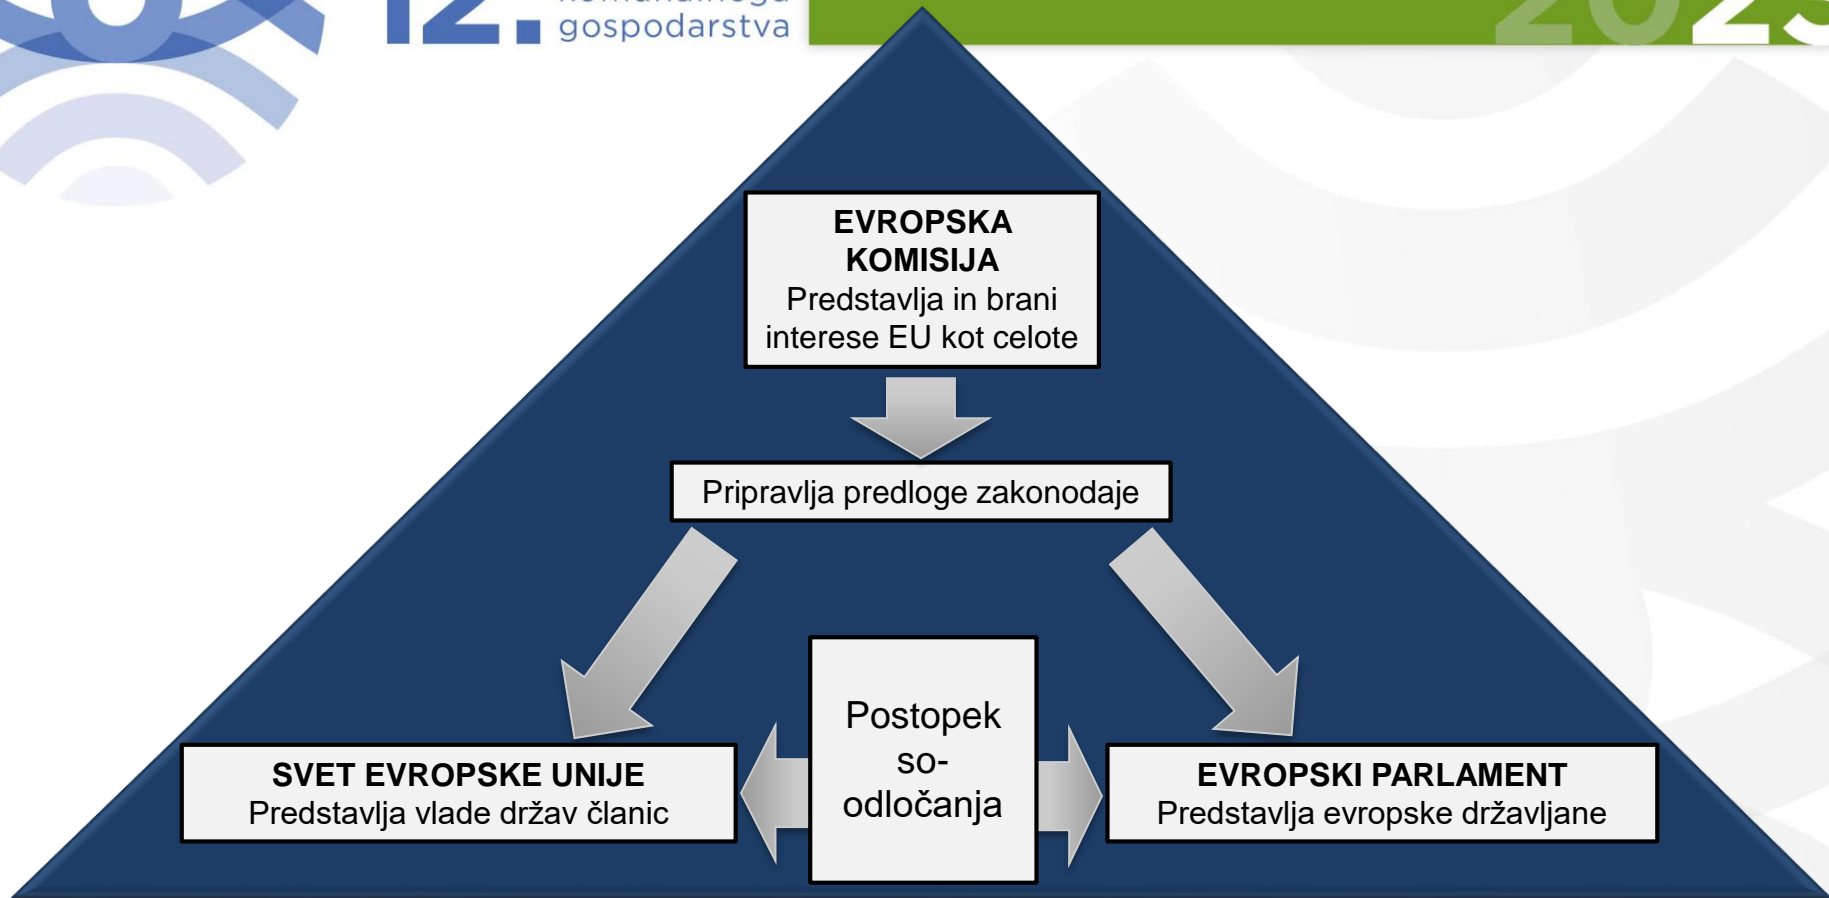 12.
gospodarstva
EVROPSKA
KOMISIJA
Predstavlja in brani
interese EU kot celote
Pripravlja predloge zakonodaje
Postopek
so-
odločanja
SVET EVROPSKE UNIJE
Predstavlja vlade držav članic
EVROPSKI PARLAMENT
Predstavlja evropske državljane